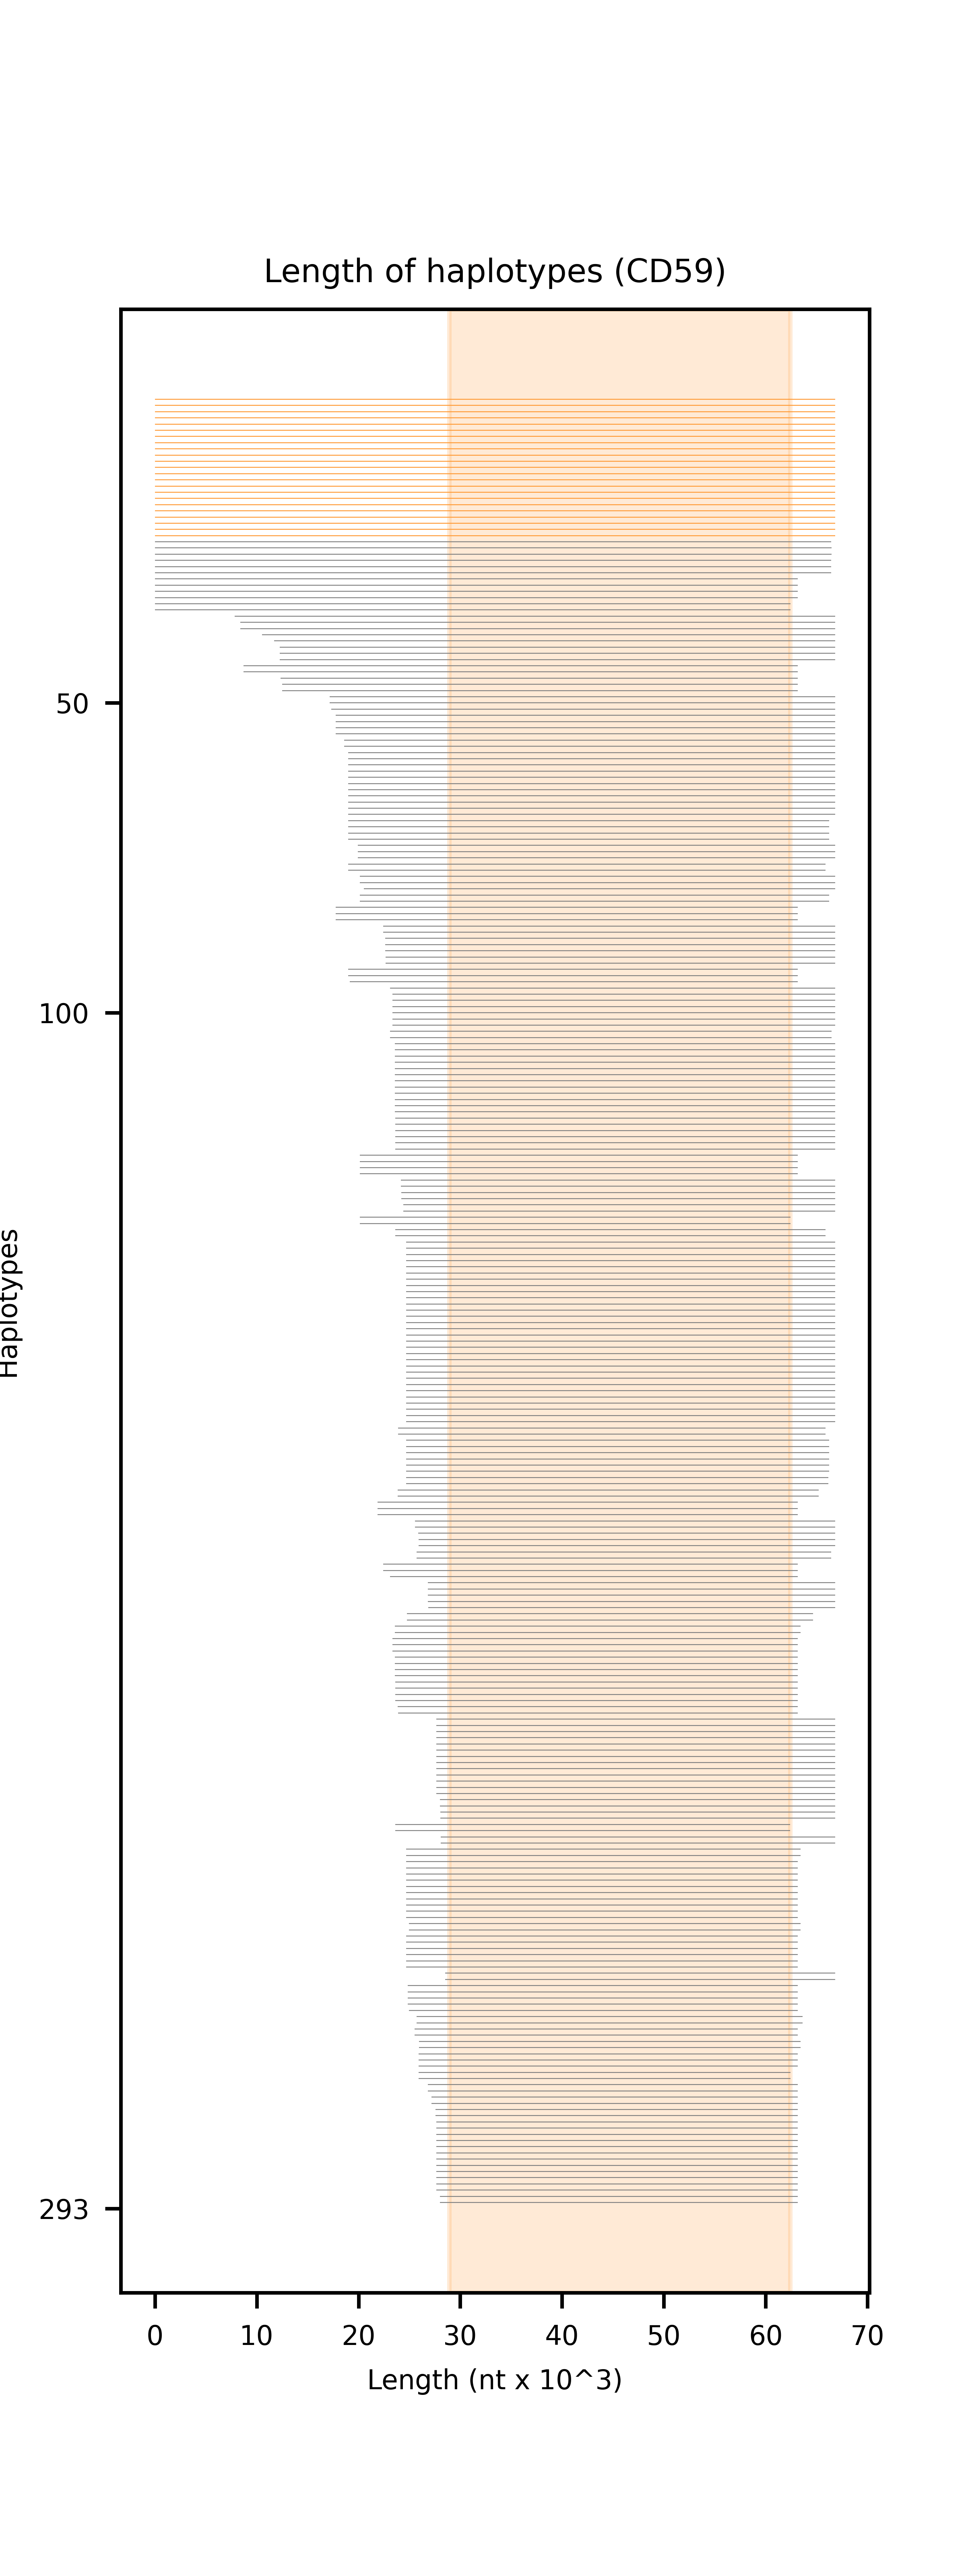 Length of haplotypes (CD59)
50
100
293
Haplotypes
0 10 20 30 40 50 60 70
Length (nt x 10^3)